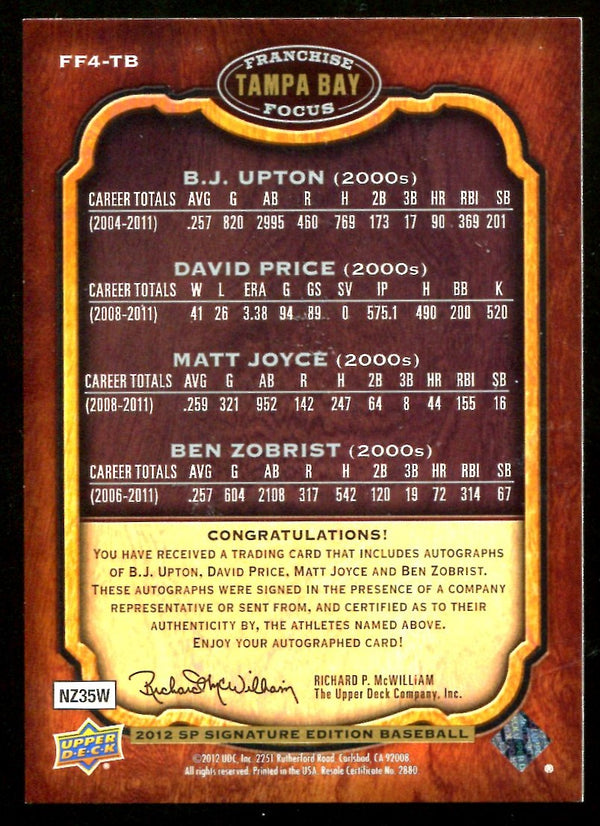 FF4-TB
FRANCHISE
TAMPA BAY
FOCUS
B.J. UPTON (2000s)
CAREER TOTALS AVG G AB R H 2B 3B HR RBI SB
(2004-2011) .257 820 2995 460 769 173 17 90 369 201
DAVID PRICE (2000s)
CAREER TOTALS W L ERA G GS SV IP H BB K
(2008-2011) 41 26 3.38 94 89 0 575.1 490 200 520
MATT JOYCE (2000s)
CAREER TOTALS AVG G AB R H 2B 3B HR RBI SB
(2008-2011) .259 321 952 142 247 64 8 44 155 16
BEN ZOBRIST (2000s)
CAREER TOTALS AVG G AB R H 2B 3B HR RBI SB
(2006-2011) .257 604 2108 317 542 120 19 72 314 67
CONGRATULATIONS!
YOU HAVE RECEIVED A TRADING CARD THAT INCLUDES AUTOGRAPHS
OF B.J. UPTON, DAVID PRICE, MATT JOYCE AND BEN ZOBRIST.
THESE AUTOGRAPHS WERE SIGNED IN THE PRESENCE OF A COMPANY
REPRESENTATIVE OR SENT FROM, AND CERTIFIED AS TO THEIR
AUTHENTICITY BY, THE ATHLETES NAMED ABOVE.
ENJOY YOUR AUTOGRAPHED CARD!
Richard McWilliam
RICHARD P. McWILLIAM
The Upper Deck Company, Inc.
NZ35W
UPPER
DECK
2012 SP SIGNATURE EDITION BASEBALL
©2012 UDC, Inc. 2251 Rutherford Road, Carlsbad, CA 92008.
All rights reserved. Printed in the USA. Resale Certificate No. 2880
®